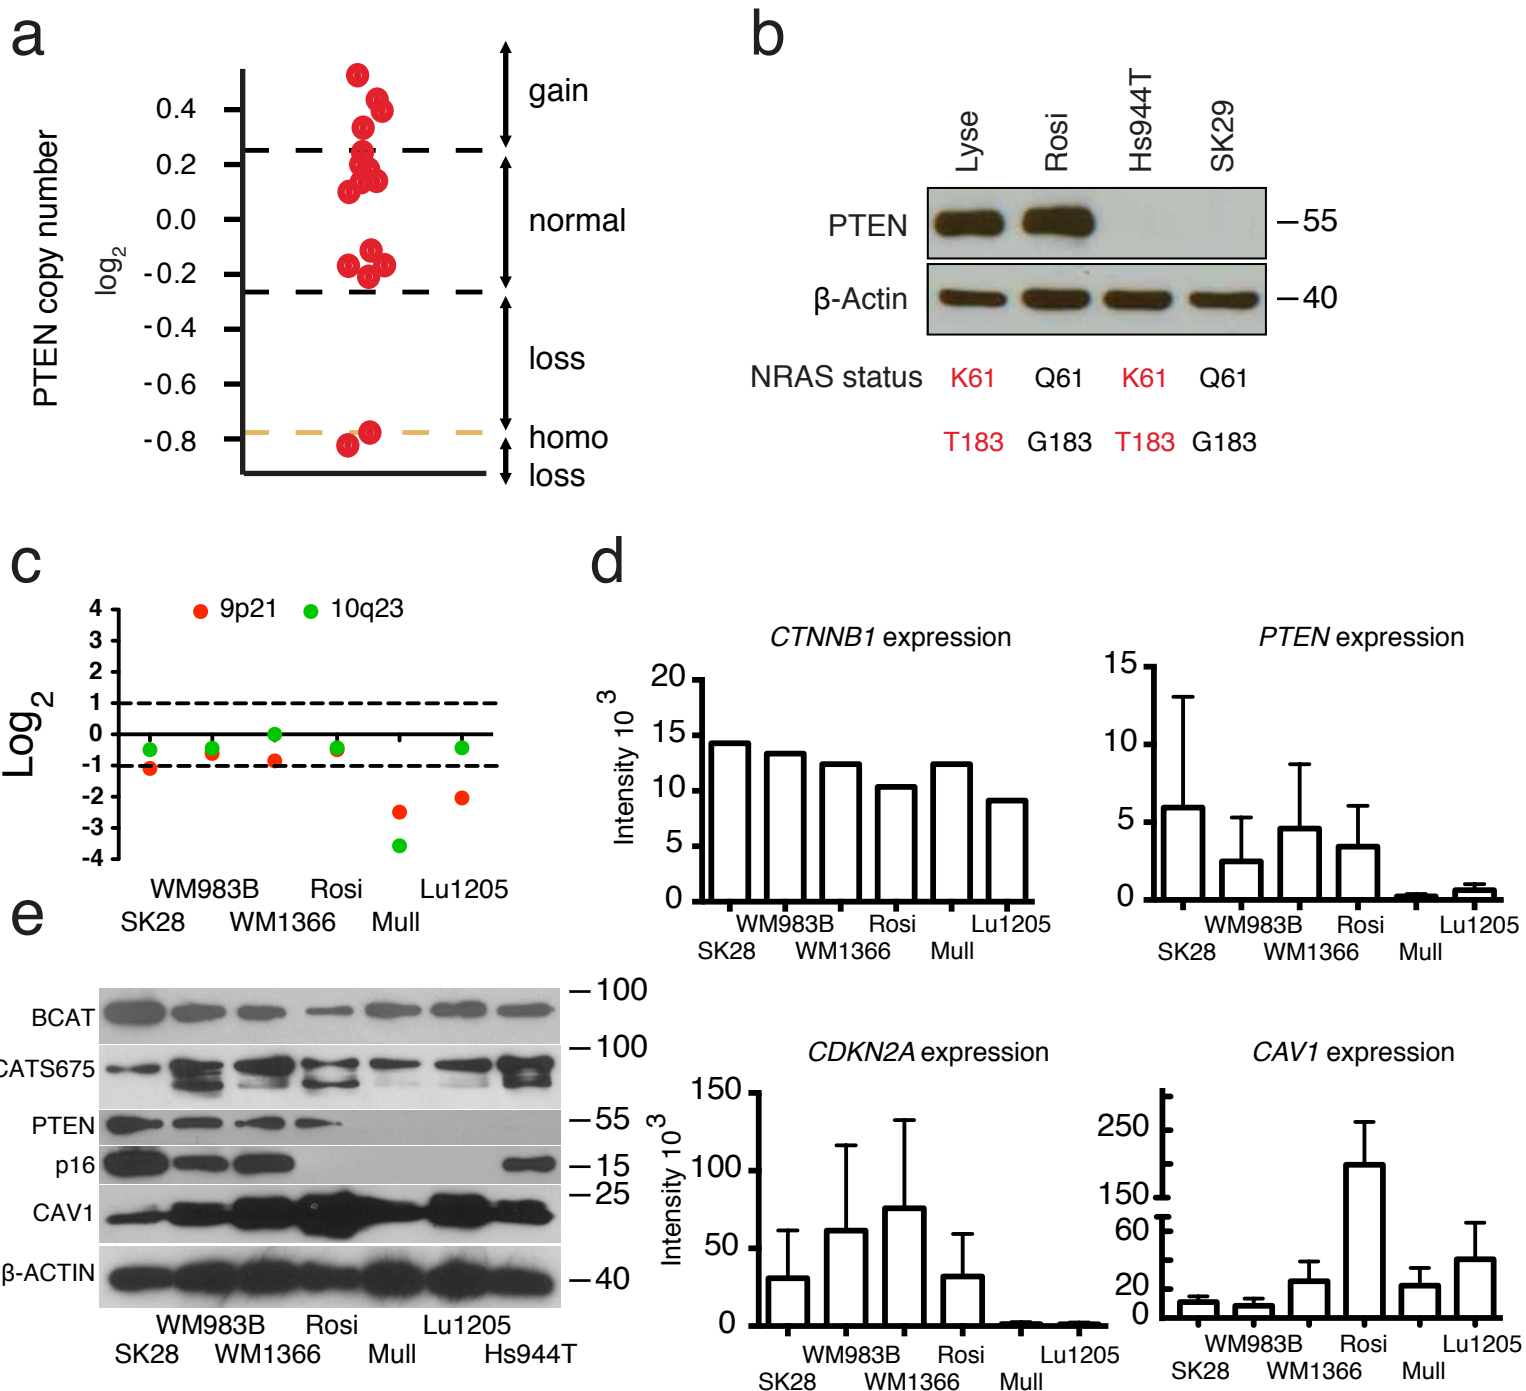 a
PTEN copy number
log2
0.4
0.2
0.0
-0.2
-0.4
-0.6
-0.8
gain
normal
loss
homo
loss
b
Lyse Rosi Hs944T SK29
PTEN –55
β-Actin –40
NRAS status K61 Q61 K61 Q61
T183 G183 T183 G183
c
9p21 10q23
Log2
4
3
2
1
0
-1
-2
-3
-4
WM983B Rosi Lu1205
SK28 WM1366 Mull
d
CTNNB1 expression
Intensity 10 3
20
15
10
5
0
WM983B Rosi Lu1205
SK28 WM1366 Mull
PTEN expression
15
10
5
0
WM983B Rosi Lu1205
SK28 WM1366 Mull
CDKN2A expression
Intensity 10 3
150
100
50
0
WM983B Rosi Lu1205
SK28 WM1366 Mull
CAV1 expression
250
150
60
20
0
WM983B Rosi Lu1205
SK28 WM1366 Mull
e
BCAT –100
CATS675 –100
PTEN –55
p16 –15
CAV1 –25
β-ACTIN –40
WM983B Rosi Lu1205
SK28 WM1366 Mull Hs944T